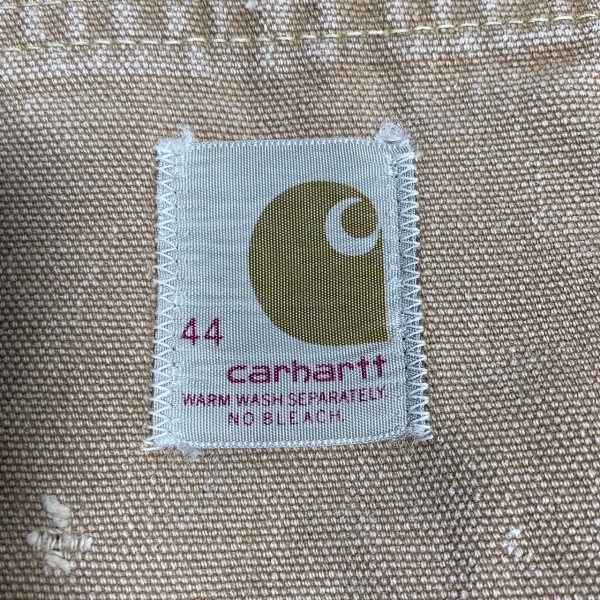 44
carhartt
WARM WASH SEPARATELY.
NO BLEACH.